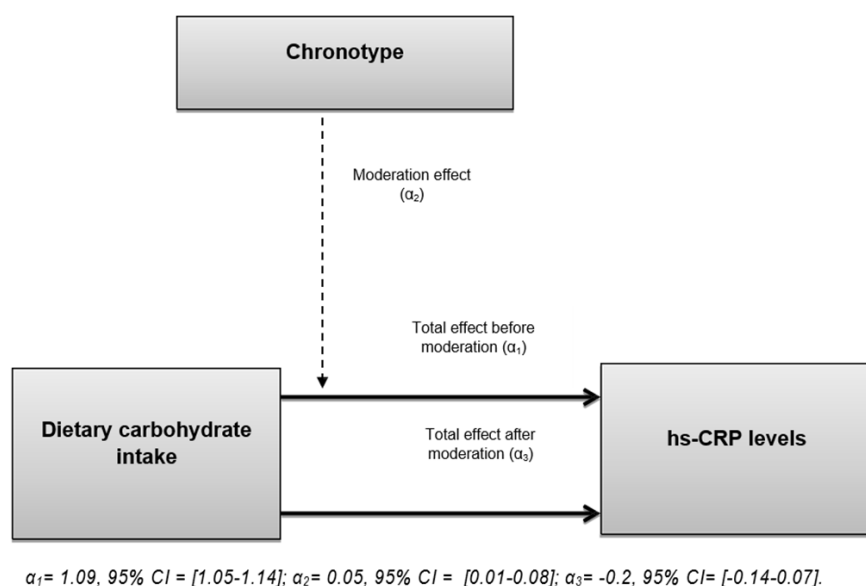 Chronotype
Moderation effect
(α₂)
Total effect before
moderation (α₁)
Dietary carbohydrate
intake
Total effect after
moderation (α₃)
hs-CRP levels
α₁= 1.09, 95% CI = [1.05-1.14]; α₂= 0.05, 95% CI = [0.01-0.08]; α₃= -0.2, 95% CI= [-0.14-0.07].